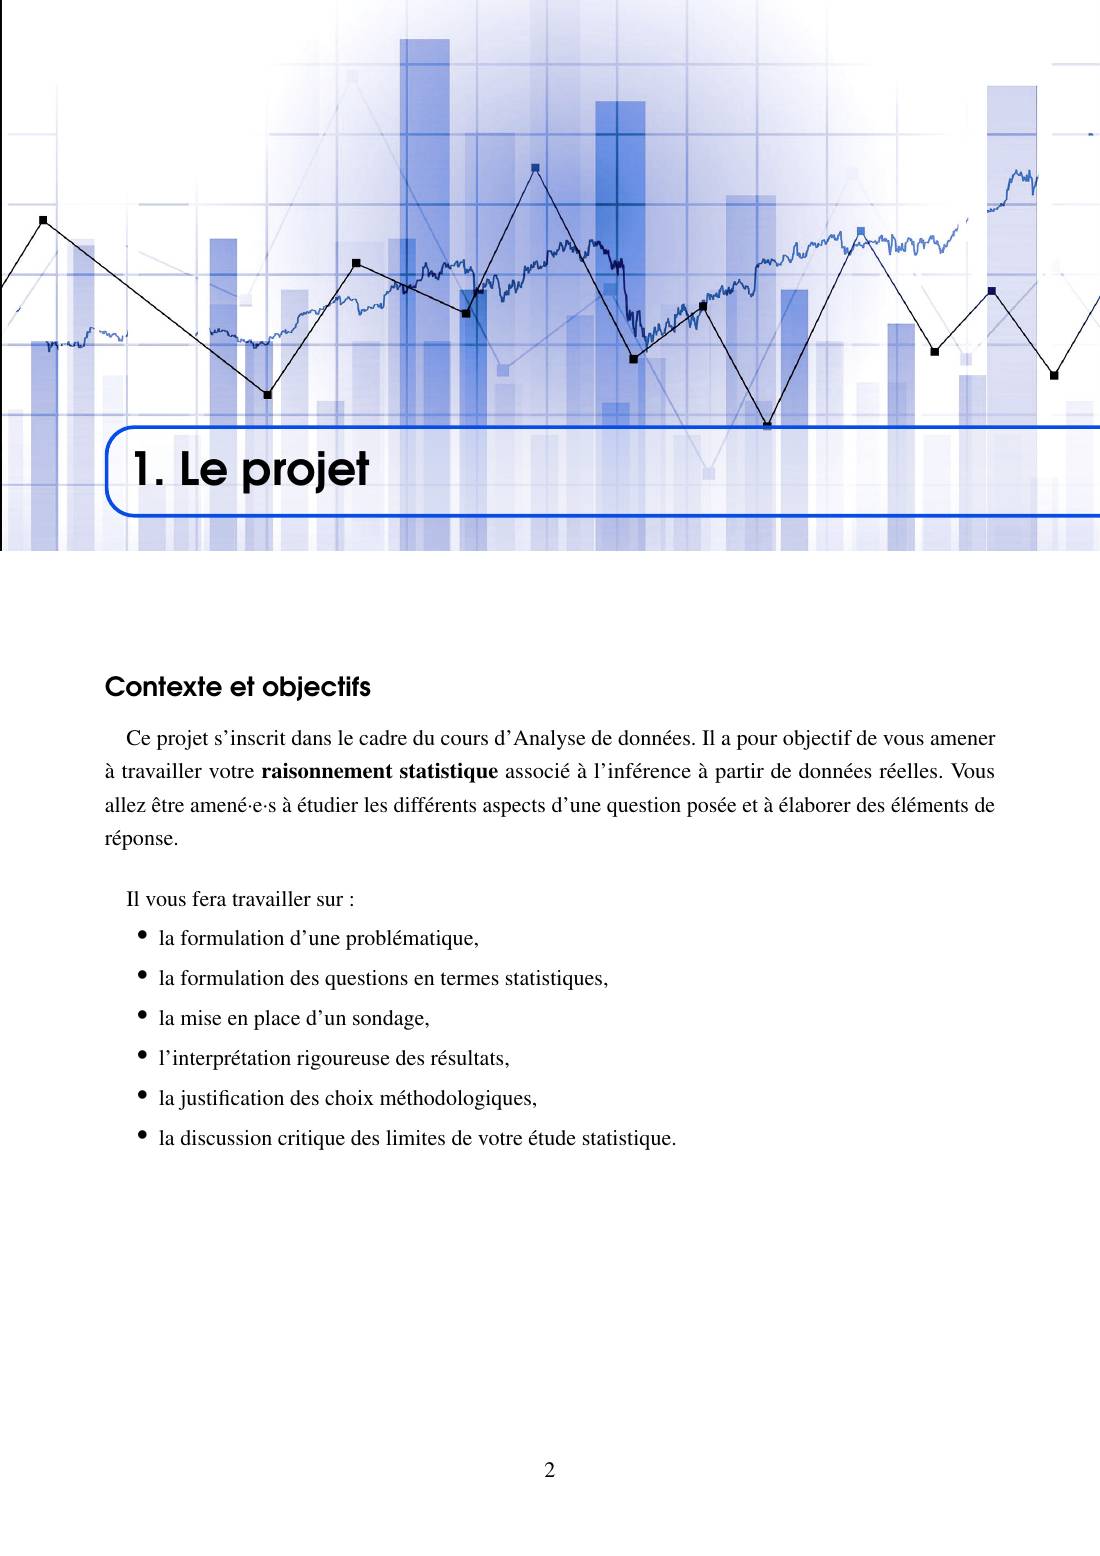 1. Le projet
Contexte et objectifs
Ce projet s’inscrit dans le cadre du cours d’Analyse de données. Il a pour objectif de vous amener
à travailler votre raisonnement statistique associé à l’inférence à partir de données réelles. Vous
allez être amené·e·s à étudier les différents aspects d’une question posée et à élaborer des éléments de
réponse.
Il vous fera travailler sur :
• la formulation d’une problématique,
• la formulation des questions en termes statistiques,
• la mise en place d’un sondage,
• l’interprétation rigoureuse des résultats,
• la justification des choix méthodologiques,
• la discussion critique des limites de votre étude statistique.
2